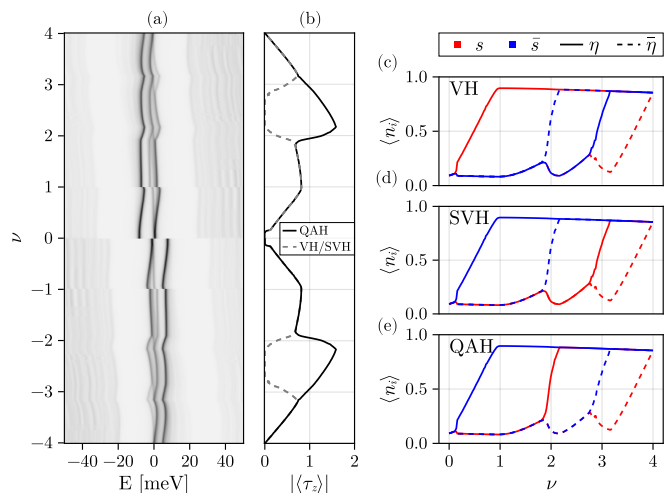 (a)
(b)
(c)
s s̄ η η̄
4
3
2
1
0
−1
−2
−3
−4
ν
−40 −20 0 20 40
E [meV]
QAH
VH/SVH
0 1 2
|⟨τz⟩|
VH
1.0
0.5
0.0
⟨ni⟩
(d)
SVH
1.0
0.5
0.0
⟨ni⟩
(e)
QAH
1.0
0.5
0.0
⟨ni⟩
0 1 2 3 4
ν